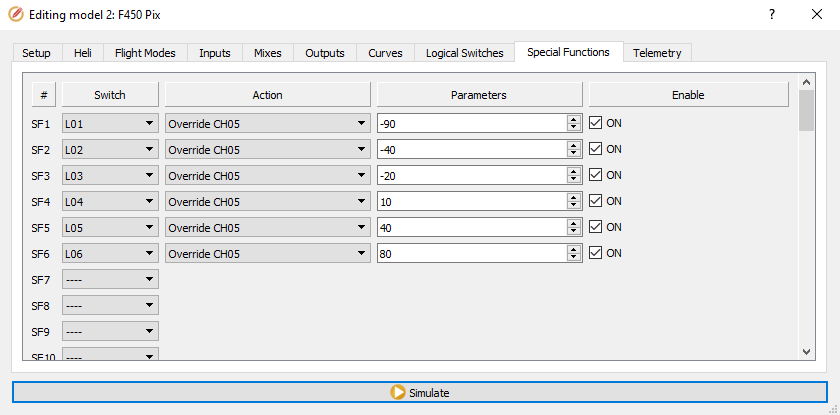 Editing model 2: F450 Pix
Setup Heli Flight Modes Inputs Mixes Outputs Curves Logical Switches Special Functions Telemetry
# Switch Action Parameters Enable
SF1 L01 Override CH05 -90 ON
SF2 L02 Override CH05 -40 ON
SF3 L03 Override CH05 -20 ON
SF4 L04 Override CH05 10 ON
SF5 L05 Override CH05 40 ON
SF6 L06 Override CH05 80 ON
SF7 ----
SF8 ----
SF9 ----
SF10 ----
Simulate